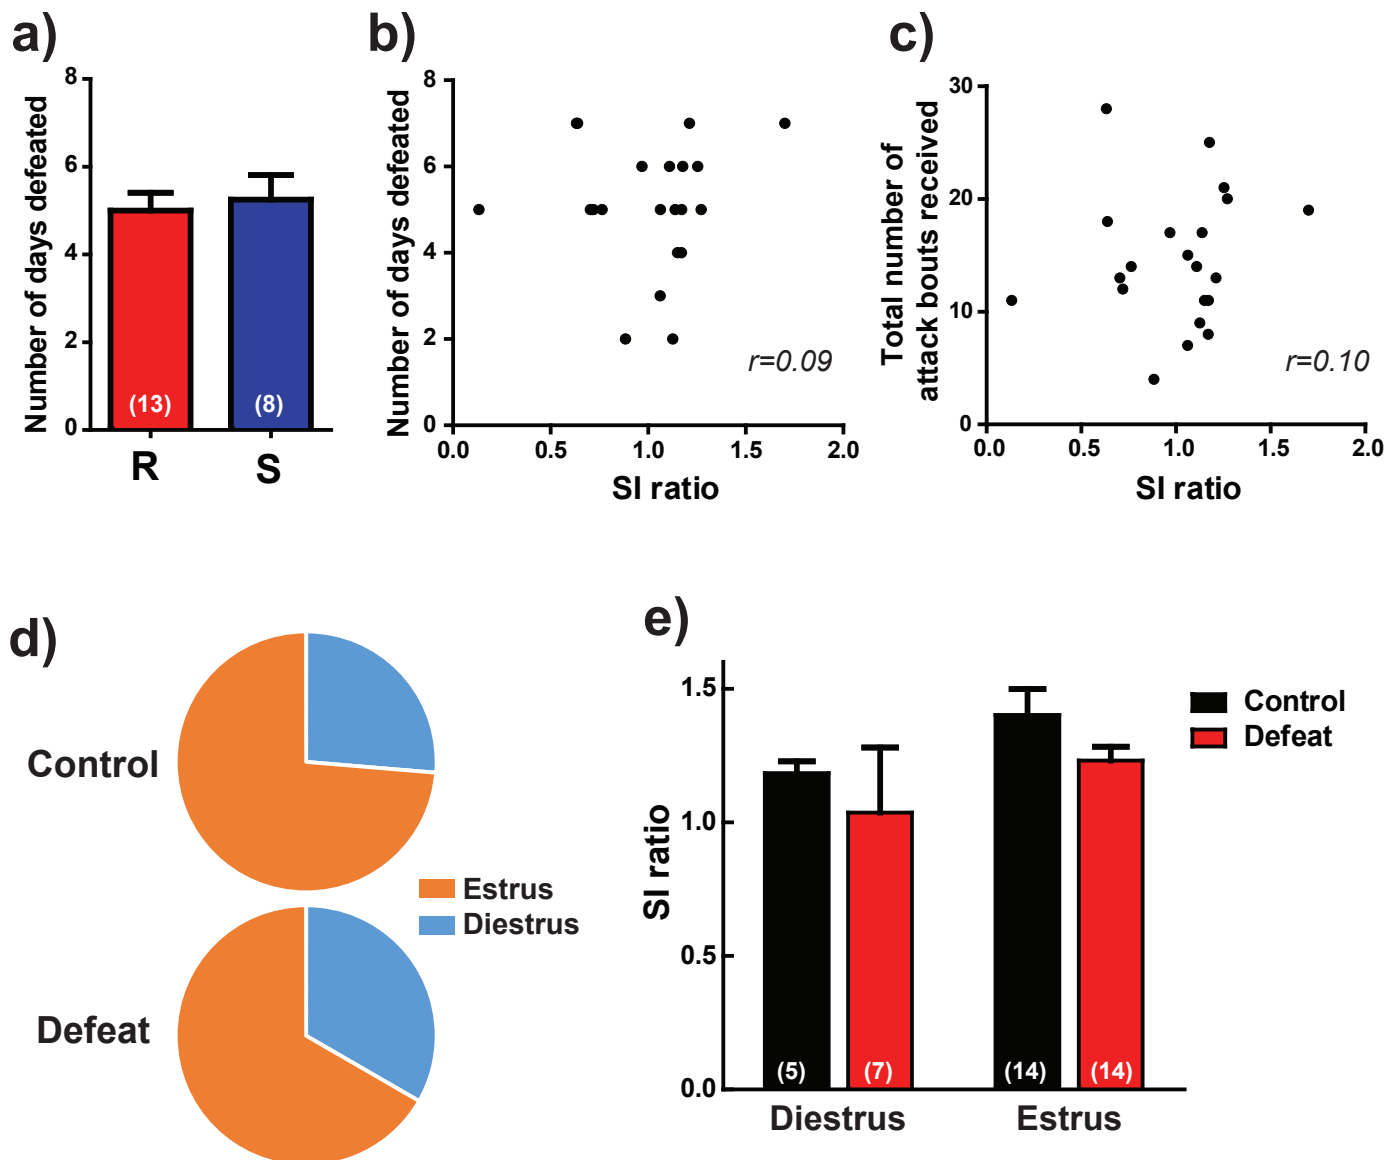 a)
Number of days defeated
8
6
4
2
0
(13)
(8)
R
S
b)
Number of days defeated
8
6
4
2
0
r=0.09
0.0
0.5
1.0
1.5
2.0
SI ratio
c)
Total number of
attack bouts received
30
20
10
0
r=0.10
0.0
0.5
1.0
1.5
2.0
SI ratio
d)
Control
Estrus
Diestrus
Defeat
e)
SI ratio
1.5
1.0
0.5
0.0
(5)
(7)
(14)
(14)
Diestrus
Estrus
Control
Defeat